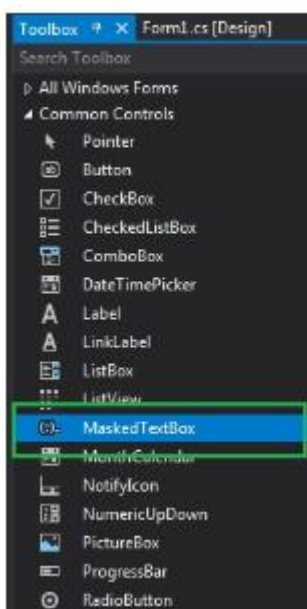 Toolbox
Form1.cs [Design]
Search Toolbox
All Windows Forms
Common Controls
Pointer
Button
CheckBox
CheckedListBox
ComboBox
DateTimePicker
Label
LinkLabel
ListBox
ListView
MaskedTextBox
MonthCalendar
NotifyIcon
NumericUpDown
PictureBox
ProgressBar
RadioButton